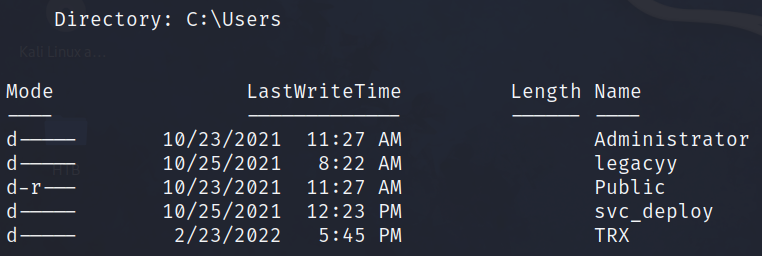 Directory: C:\Users
Kali Linux a...
Mode LastWriteTime Length Name
---- ------------- ------ ----
d----- 10/23/2021 11:27 AM Administrator
d----- 10/25/2021 8:22 AM legacyy
d-r--- 10/23/2021 11:27 AM Public
HTB
d----- 10/25/2021 12:23 PM svc_deploy
d----- 2/23/2022 5:45 PM TRX